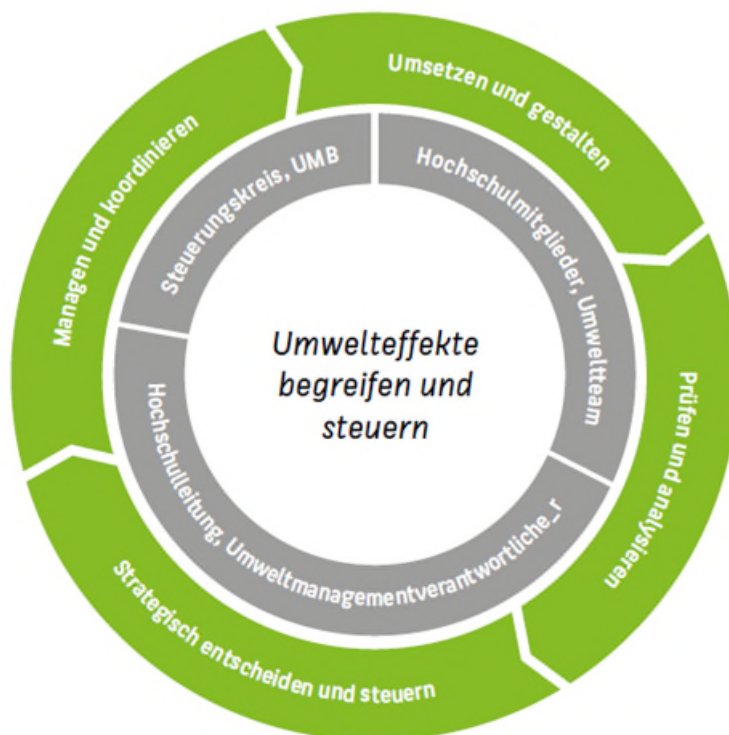 Umsetzen und gestalten
Prüfen und analysieren
Strategisch entscheiden und steuern
Managen und koordinieren
Hochschulmitglieder, Umweltteam
Hochschulleitung, Umweltmanagementverantwortliche_r
Steuerungskreis, UMB
Umwelteffekte
begreifen und
steuern